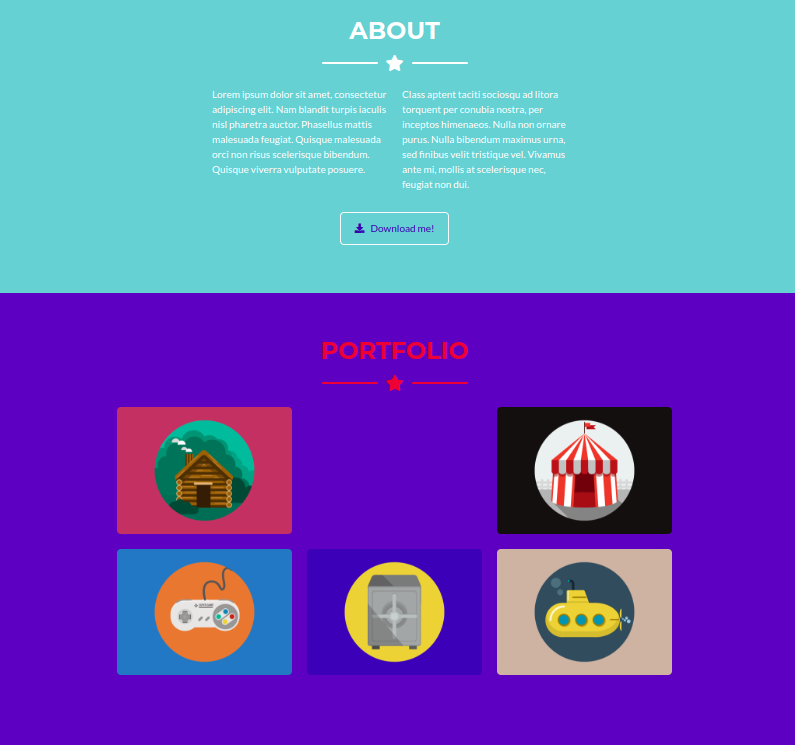 ABOUT
Lorem ipsum dolor sit amet, consectetur
adipiscing elit. Nam blandit turpis iaculis
nisl pharetra auctor. Phasellus mattis
malesuada feugiat. Quisque malesuada
orci non risus scelerisque bibendum.
Quisque viverra vulputate posuere.
Class aptent taciti sociosqu ad litora
torquent per conubia nostra, per
inceptos himenaeos. Nulla non ornare
purus. Nulla bibendum maximus urna,
sed finibus velit tristique vel. Vivamus
ante mi, mollis at scelerisque nec,
feugiat non dui.
Download me!
PORTFOLIO